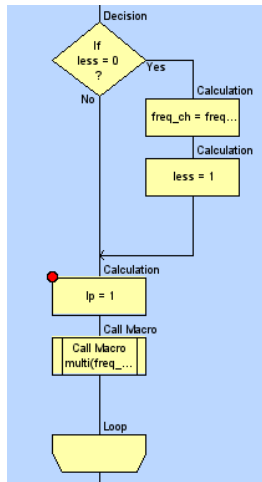 Decision
If
less = 0
?
Yes
No
Calculation
freq_ch = freq...
Calculation
less = 1
Calculation
lp = 1
Call Macro
Call Macro
multi(freq_...
Loop